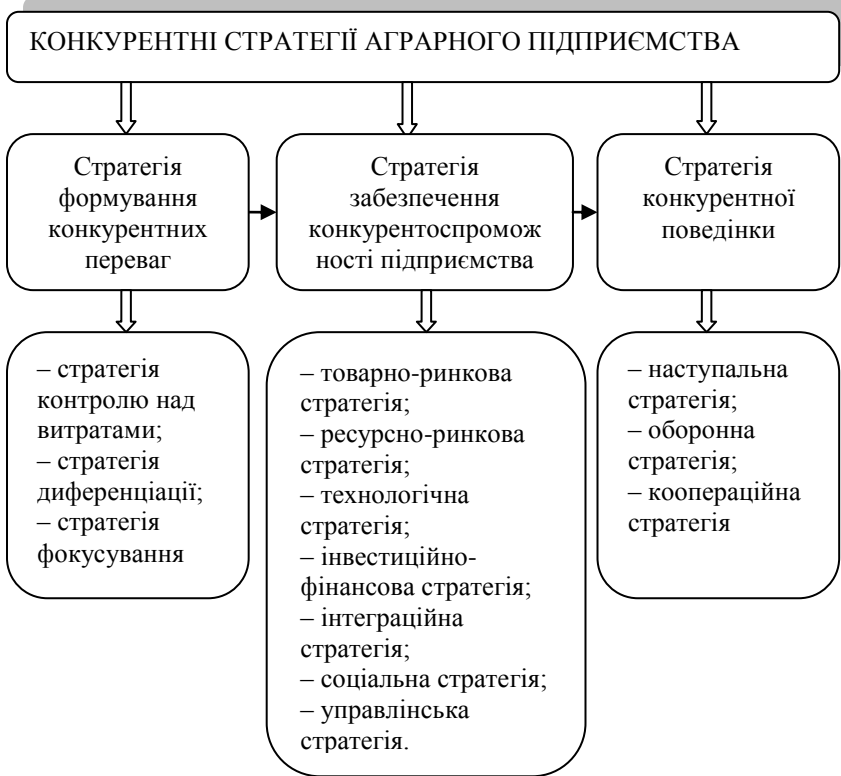 КОНКУРЕНТНІ СТРАТЕГІЇ АГРАРНОГО ПІДПРИЄМСТВА
Стратегія
формування
конкурентних
переваг
Стратегія
забезпечення
конкурентоспромож
ності підприємства
Стратегія
конкурентної
поведінки
– стратегія
контролю над
витратами;
– стратегія
диференціації;
– стратегія
фокусування
– товарно-ринкова
стратегія;
– ресурсно-ринкова
стратегія;
– технологічна
стратегія;
– інвестиційно-
фінансова стратегія;
– інтеграційна
стратегія;
– соціальна стратегія;
– управлінська
стратегія.
– наступальна
стратегія;
– оборонна
стратегія;
– коопераційна
стратегія